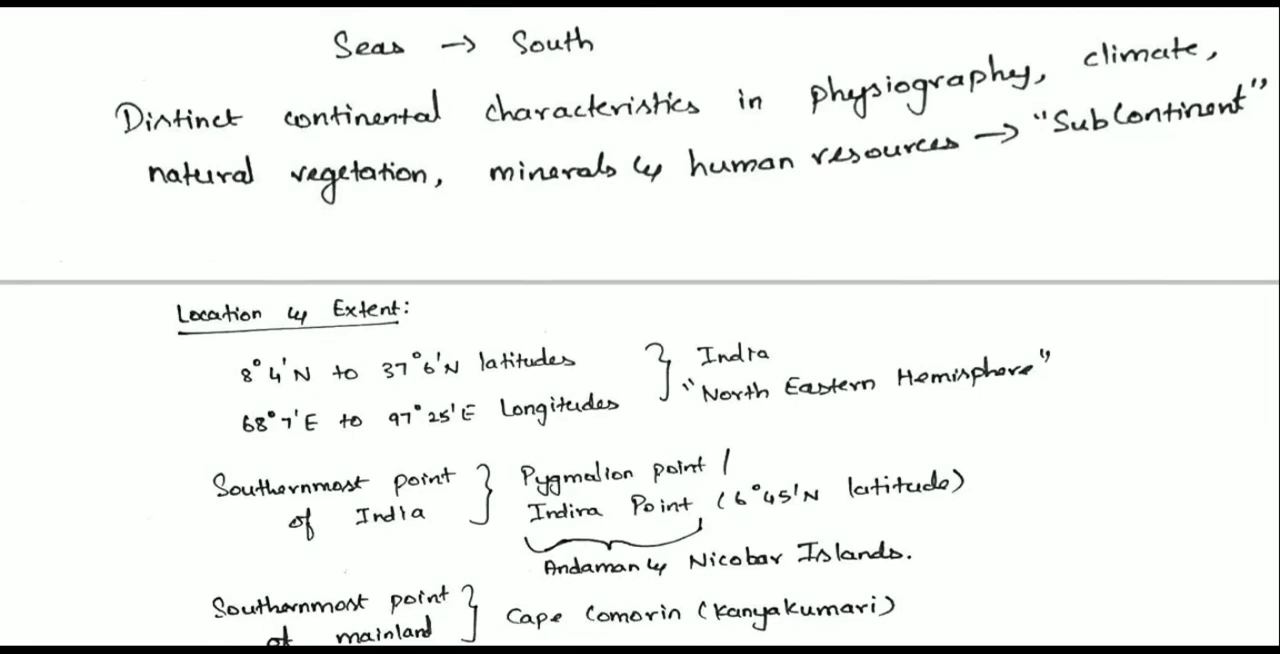 Seas → South
Distinct continental characteristics in physiography, climate,
natural vegetation, minerals & human resources → "Subcontinent"
Location & Extent:
8°4'N to 37°6'N latitudes } India
68°7'E to 97°25'E Longitudes "North Eastern Hemisphere"
Southernmost point } Pygmalion point /
of India Indira Point (6°45'N latitude)
Andaman & Nicobar Islands.
Southernmost point } Cape Comorin (Kanyakumari)
of mainland